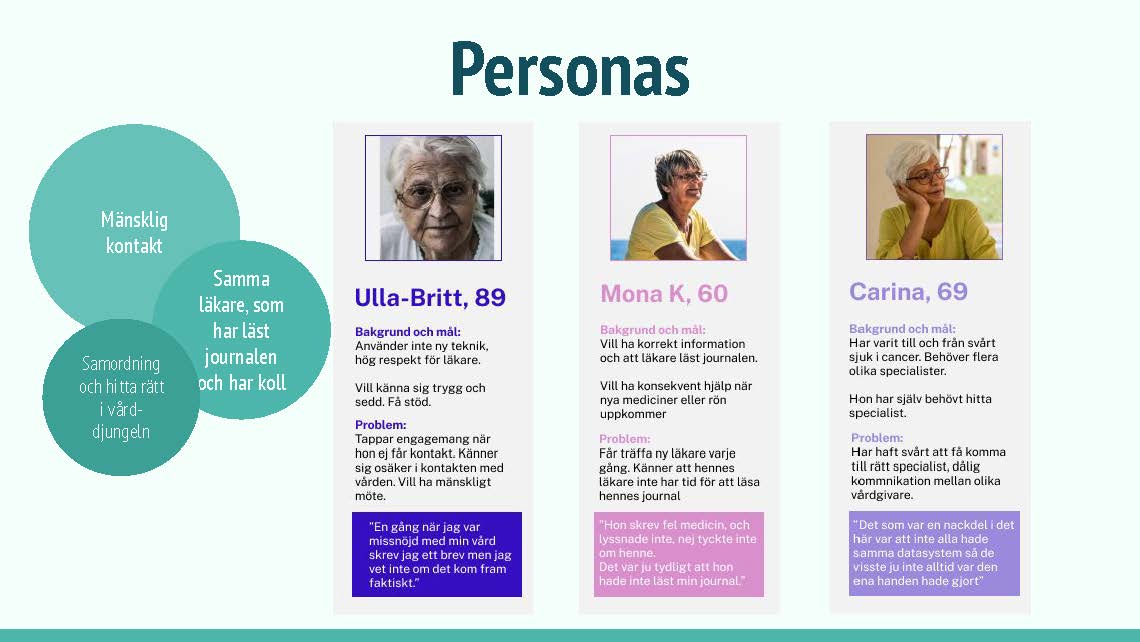 Personas
Mänsklig
kontakt
Samma
läkare, som
har läst
journalen
och har koll
Samordning
och hitta rätt
i vård-
djungeln
Ulla-Britt, 89
Bakgrund och mål:
Använder inte ny teknik,
hög respekt för läkare.
Vill känna sig trygg och
sedd. Få stöd.
Problem:
Tappar engagemang när
hon ej får kontakt. Känner
sig osäker i kontakten med
vården. Vill ha mänskligt
möte.
"En gång när jag var
missnöjd med min vård
skrev jag ett brev men jag
vet inte om det kom fram
faktiskt."
Mona K, 60
Bakgrund och mål:
Vill ha korrekt information
och att läkare läst journalen.
Vill ha konsekvent hjälp när
nya mediciner eller rön
uppkommer
Problem:
Får träffa ny läkare varje
gång. Känner att hennes
läkare inte har tid för att läsa
hennes journal
"Hon skrev fel medicin, och
lyssnade inte, nej tyckte inte
om henne.
Det var ju tydligt att hon
hade inte läst min journal."
Carina, 69
Bakgrund och mål:
Har varit till och från svårt
sjuk i cancer. Behöver flera
olika specialister.
Hon har själv behövt hitta
specialist.
Problem:
Har haft svårt att få komma
till rätt specialist, dålig
kommnikation mellan olika
vårdgivare.
"Det som var en nackdel i det
här var att inte alla hade
samma datasystem så de
visste ju inte alltid var den
ena handen hade gjort"